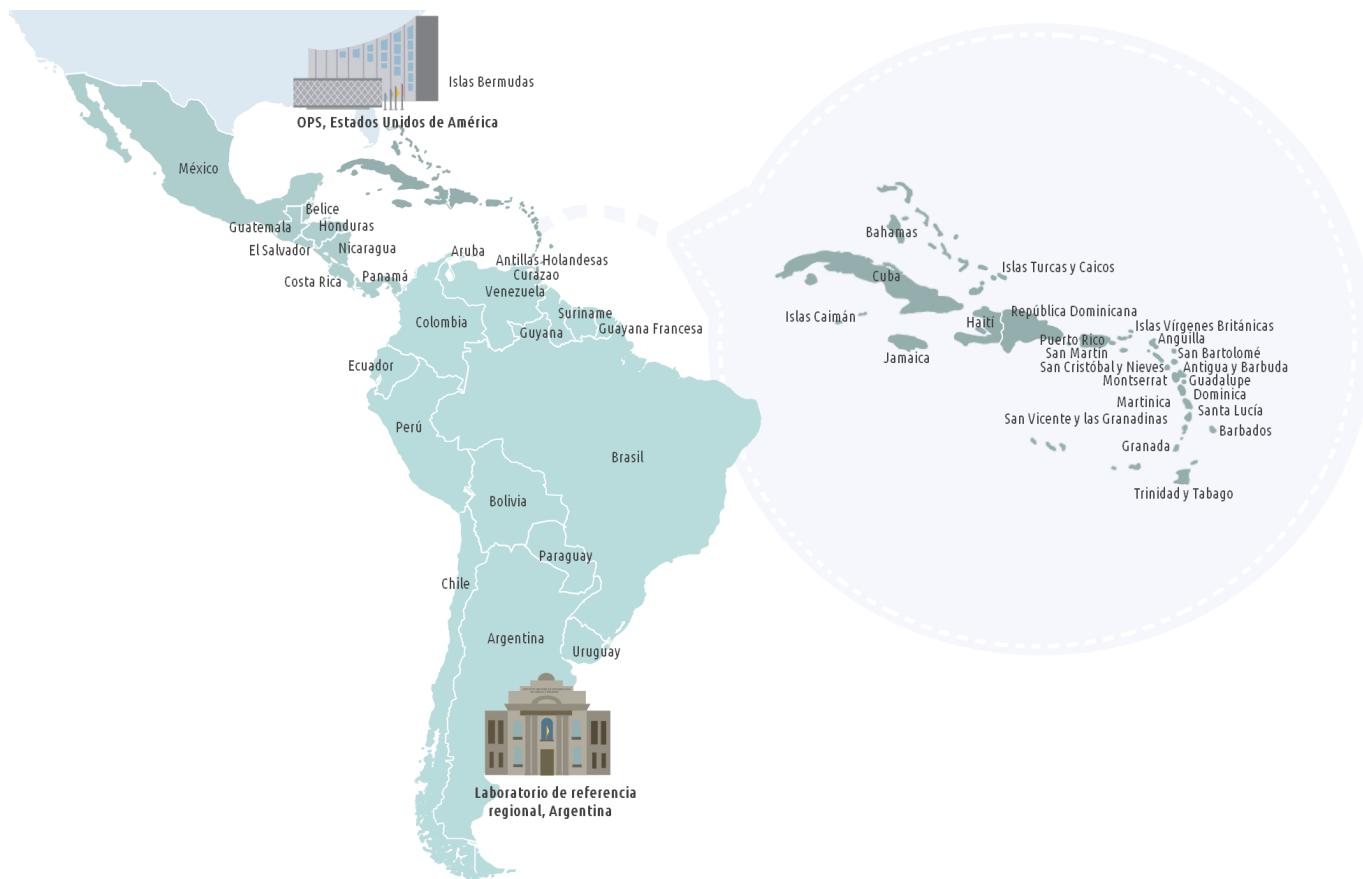 Islas Bermudas
OPS, Estados Unidos de América
México
Belice
Guatemala
Honduras
El Salvador
Nicaragua
Costa Rica
Panamá
Aruba
Antillas Holandesas
Curazao
Venezuela
Colombia
Suriname
Guyana
Guayana Francesa
Ecuador
Perú
Brasil
Bolivia
Paraguay
Chile
Argentina
Uruguay
Laboratorio de referencia
regional, Argentina
Bahamas
Cuba
Islas Turcas y Caicos
Islas Caimán
Haití
República Dominicana
Jamaica
Puerto Rico
Islas Vírgenes Británicas
Anguilla
San Martín
San Bartolomé
San Cristóbal y Nieves
Antigua y Barbuda
Montserrat
Guadalupe
Dominica
Martinica
Santa Lucía
San Vicente y las Granadinas
Barbados
Granada
Trinidad y Tabago